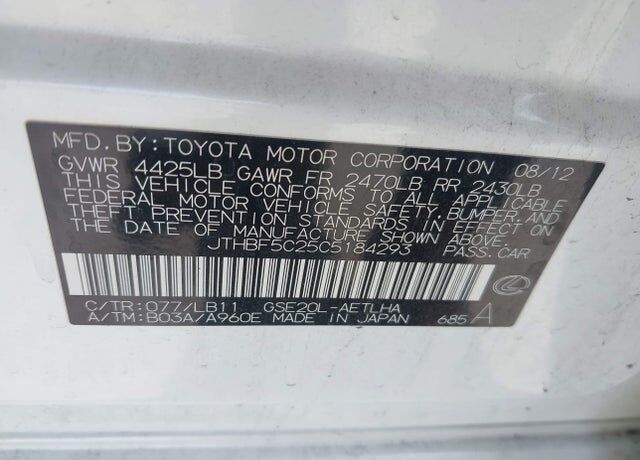 MFD. BY: TOYOTA MOTOR CORPORATION 08/12
GVWR 4425LB GAWR FR 2470LB RR 2430LB
THIS VEHICLE CONFORMS TO ALL APPLICABLE
FEDERAL MOTOR VEHICLE SAFETY, BUMPER, AND
THEFT PREVENTION STANDARDS IN EFFECT ON
THE DATE OF MANUFACTURE SHOWN ABOVE.
JTHBF5C25C5184293 PASS.CAR
C/TR:077/LB11 GSE20L-AETLHA
A/TM:B03A/A960E MADE IN JAPAN 685 A